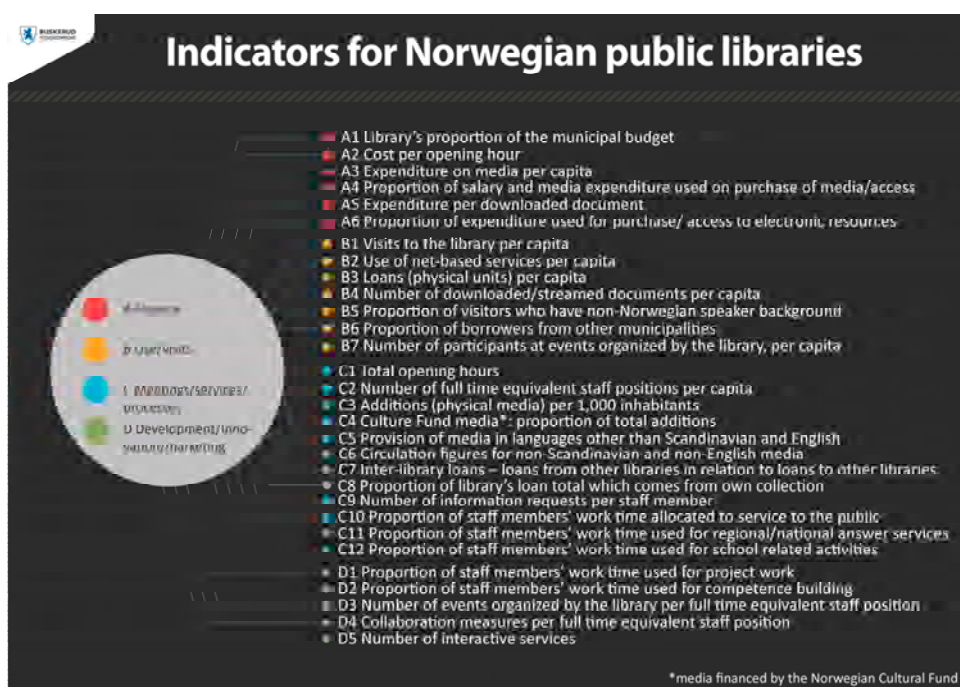 BUSKERUD
Indicators for Norwegian public libraries
A1 Library's proportion of the municipal budget
A2 Cost per opening hour
A3 Expenditure on media per capita
A4 Proportion of salary and media expenditure used on purchase of media/access
A5 Expenditure per downloaded document
A6 Proportion of expenditure used for purchase/ access to electronic resources
B1 Visits to the library per capita
B2 Use of net-based services per capita
B3 Loans (physical units) per capita
B4 Number of downloaded/streamed documents per capita
B5 Proportion of visitors who have non-Norwegian speaker background
B6 Proportion of borrowers from other municipalities
B7 Number of participants at events organized by the library, per capita
C1 Total opening hours
C2 Number of full time equivalent staff positions per capita
C3 Additions (physical media) per 1,000 inhabitants
C4 Culture Fund media*: proportion of total additions
C5 Provision of media in languages other than Scandinavian and English
C6 Circulation figures for non-Scandinavian and non-English media
C7 Inter-library loans – loans from other libraries in relation to loans to other libraries
C8 Proportion of library's loan total which comes from own collection
C9 Number of information requests per staff member
C10 Proportion of staff members' work time allocated to service to the public
C11 Proportion of staff members' work time used for regional/national answer services
C12 Proportion of staff members' work time used for school related activities
D1 Proportion of staff members' work time used for project work
D2 Proportion of staff members' work time used for competence building
D3 Number of events organized by the library per full time equivalent staff position
D4 Collaboration measures per full time equivalent staff position
D5 Number of interactive services
D Development/Inno-
*media financed by the Norwegian Cultural Fund